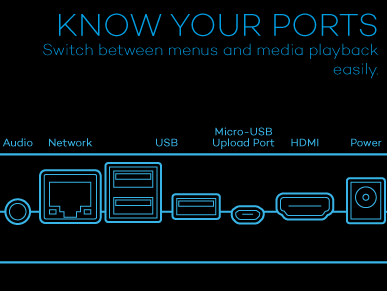 KNOW YOUR PORTS
Switch between menus and media playback
easily.
Audio Network USB Micro-USB Upload Port HDMI Power